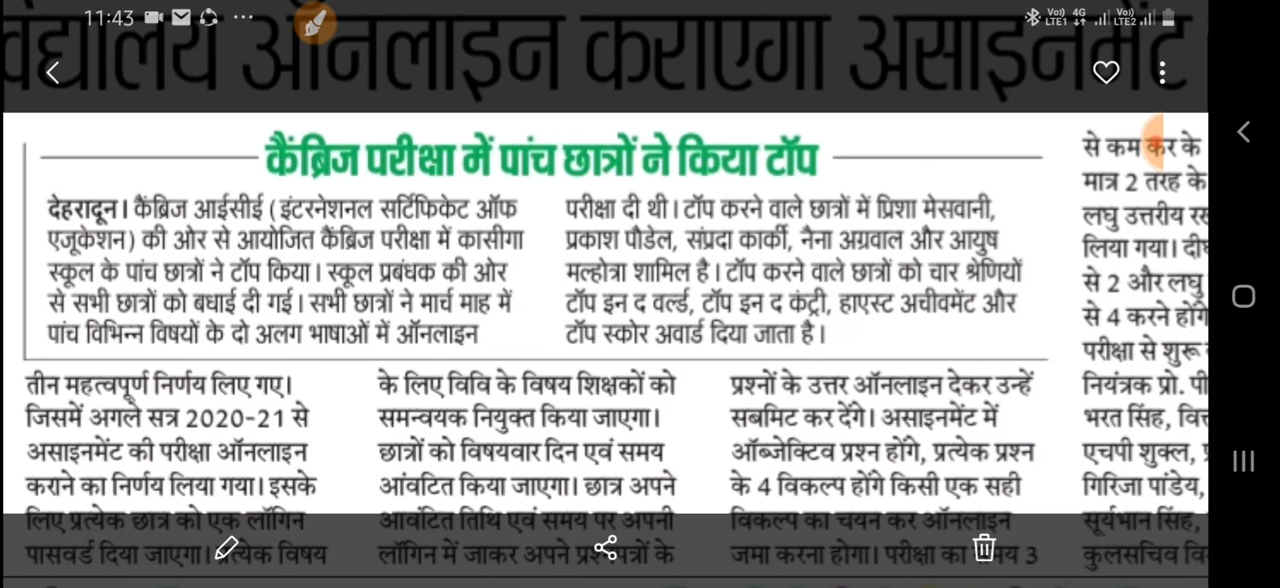 11:43
Vo)) LTE1 4G Vo)) LTE2
ऑनलाइन कराएगा असाइनमेंट
कैंब्रिज परीक्षा में पांच छात्रों ने किया टॉप
देहरादून। कैंब्रिज आईसीई (इंटरनेशनल सर्टिफिकेट ऑफ
एजूकेशन) की ओर से आयोजित कैंब्रिज परीक्षा में कासीगा
स्कूल के पांच छात्रों ने टॉप किया। स्कूल प्रबंधक की ओर
से सभी छात्रों को बधाई दी गई। सभी छात्रों ने मार्च माह में
पांच विभिन्न विषयों के दो अलग भाषाओं में ऑनलाइन
परीक्षा दी थी। टॉप करने वाले छात्रों में प्रिशा मेसवानी,
प्रकाश पौडेल, संप्रदा कार्की, नैना अग्रवाल और आयुष
मल्होत्रा शामिल है। टॉप करने वाले छात्रों को चार श्रेणियों
टॉप इन द वर्ल्ड, टॉप इन द कंट्री, हाएस्ट अचीवमेंट और
टॉप स्कोर अवार्ड दिया जाता है।
तीन महत्वपूर्ण निर्णय लिए गए।
जिसमें अगले सत्र 2020-21 से
असाइनमेंट की परीक्षा ऑनलाइन
कराने का निर्णय लिया गया। इसके
लिए प्रत्येक छात्र को एक लॉगिन
पासवर्ड दिया जाएगा। प्रत्येक विषय
के लिए विवि के विषय शिक्षकों को
समन्वयक नियुक्त किया जाएगा।
छात्रों को विषयवार दिन एवं समय
आंवटित किया जाएगा। छात्र अपने
आवंटित तिथि एवं समय पर अपनी
लॉगिन में जाकर अपने प्रश्नपत्रों के
प्रश्नों के उत्तर ऑनलाइन देकर उन्हें
सबमिट कर देंगे। असाइनमेंट में
ऑब्जेक्टिव प्रश्न होंगे, प्रत्येक प्रश्न
के 4 विकल्प होंगे किसी एक सही
विकल्प का चयन कर ऑनलाइन
जमा करना होगा। परीक्षा का समय 3
से कम कर के
मात्र 2 तरह के
लघु उत्तरीय
लिया गया।
से 2 और लघु
से 4 करने होंगे
परीक्षा से शुरू
नियंत्रक प्रो.
भरत सिंह,
एचपी शुक्ल,
गिरिजा पांडेय,
सूर्यभान सिंह,
कुलसचिव